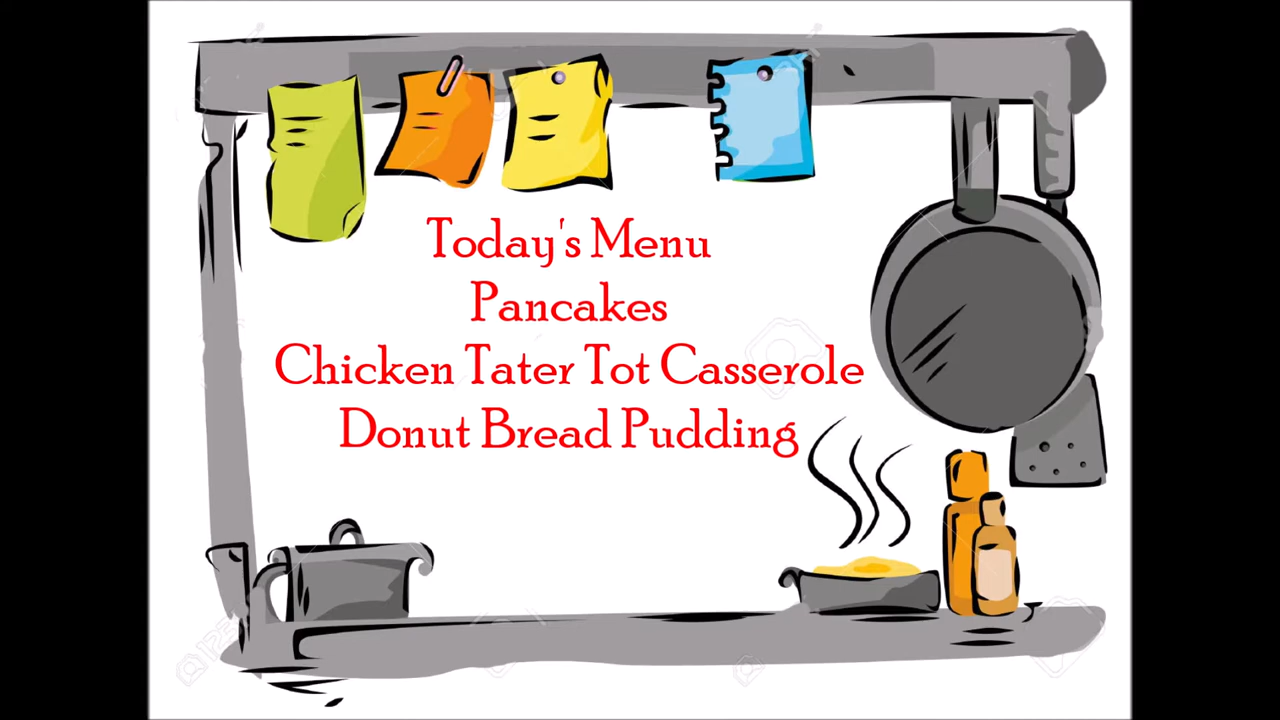 Today's Menu
Pancakes
Chicken Tater Tot Casserole
Donut Bread Pudding